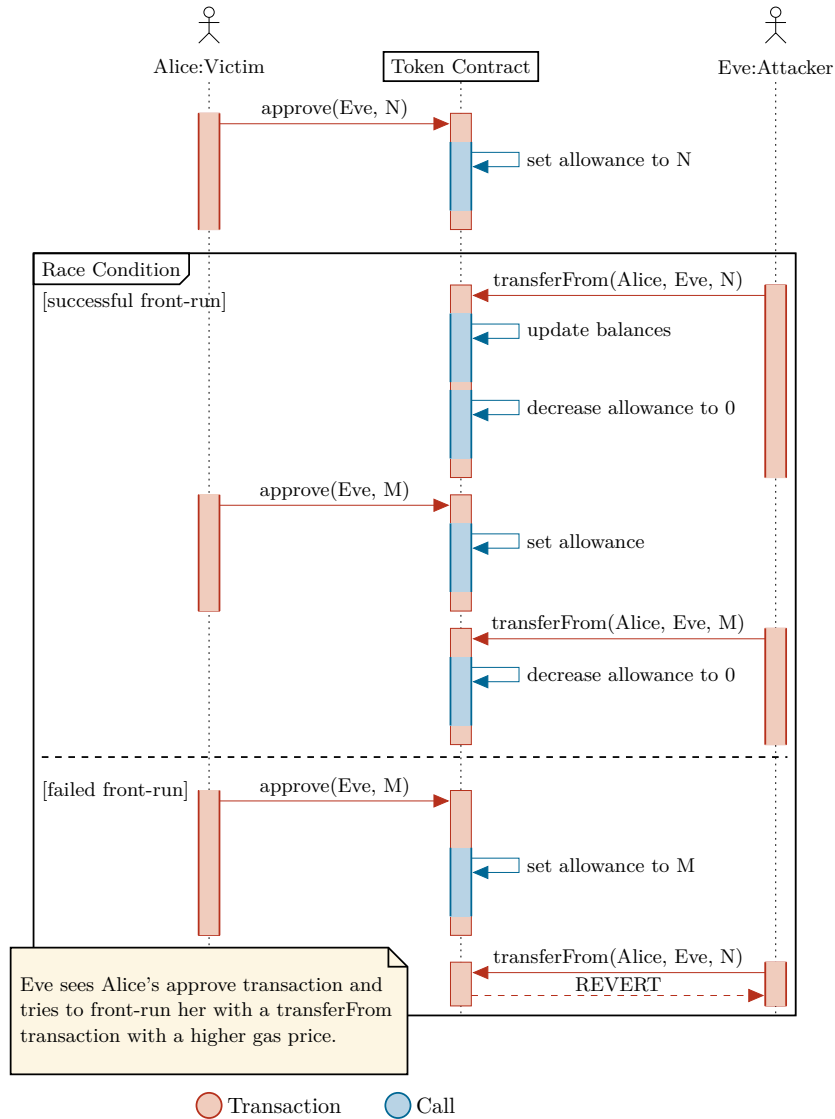 Alice:Victim
Token Contract
Eve:Attacker
approve(Eve, N)
set allowance to N
Race Condition
[successful front-run]
transferFrom(Alice, Eve, N)
update balances
decrease allowance to 0
approve(Eve, M)
set allowance
transferFrom(Alice, Eve, M)
decrease allowance to 0
[failed front-run]
approve(Eve, M)
set allowance to M
transferFrom(Alice, Eve, N)
REVERT
Eve sees Alice's approve transaction and
tries to front-run her with a transferFrom
transaction with a higher gas price.
Transaction
Call